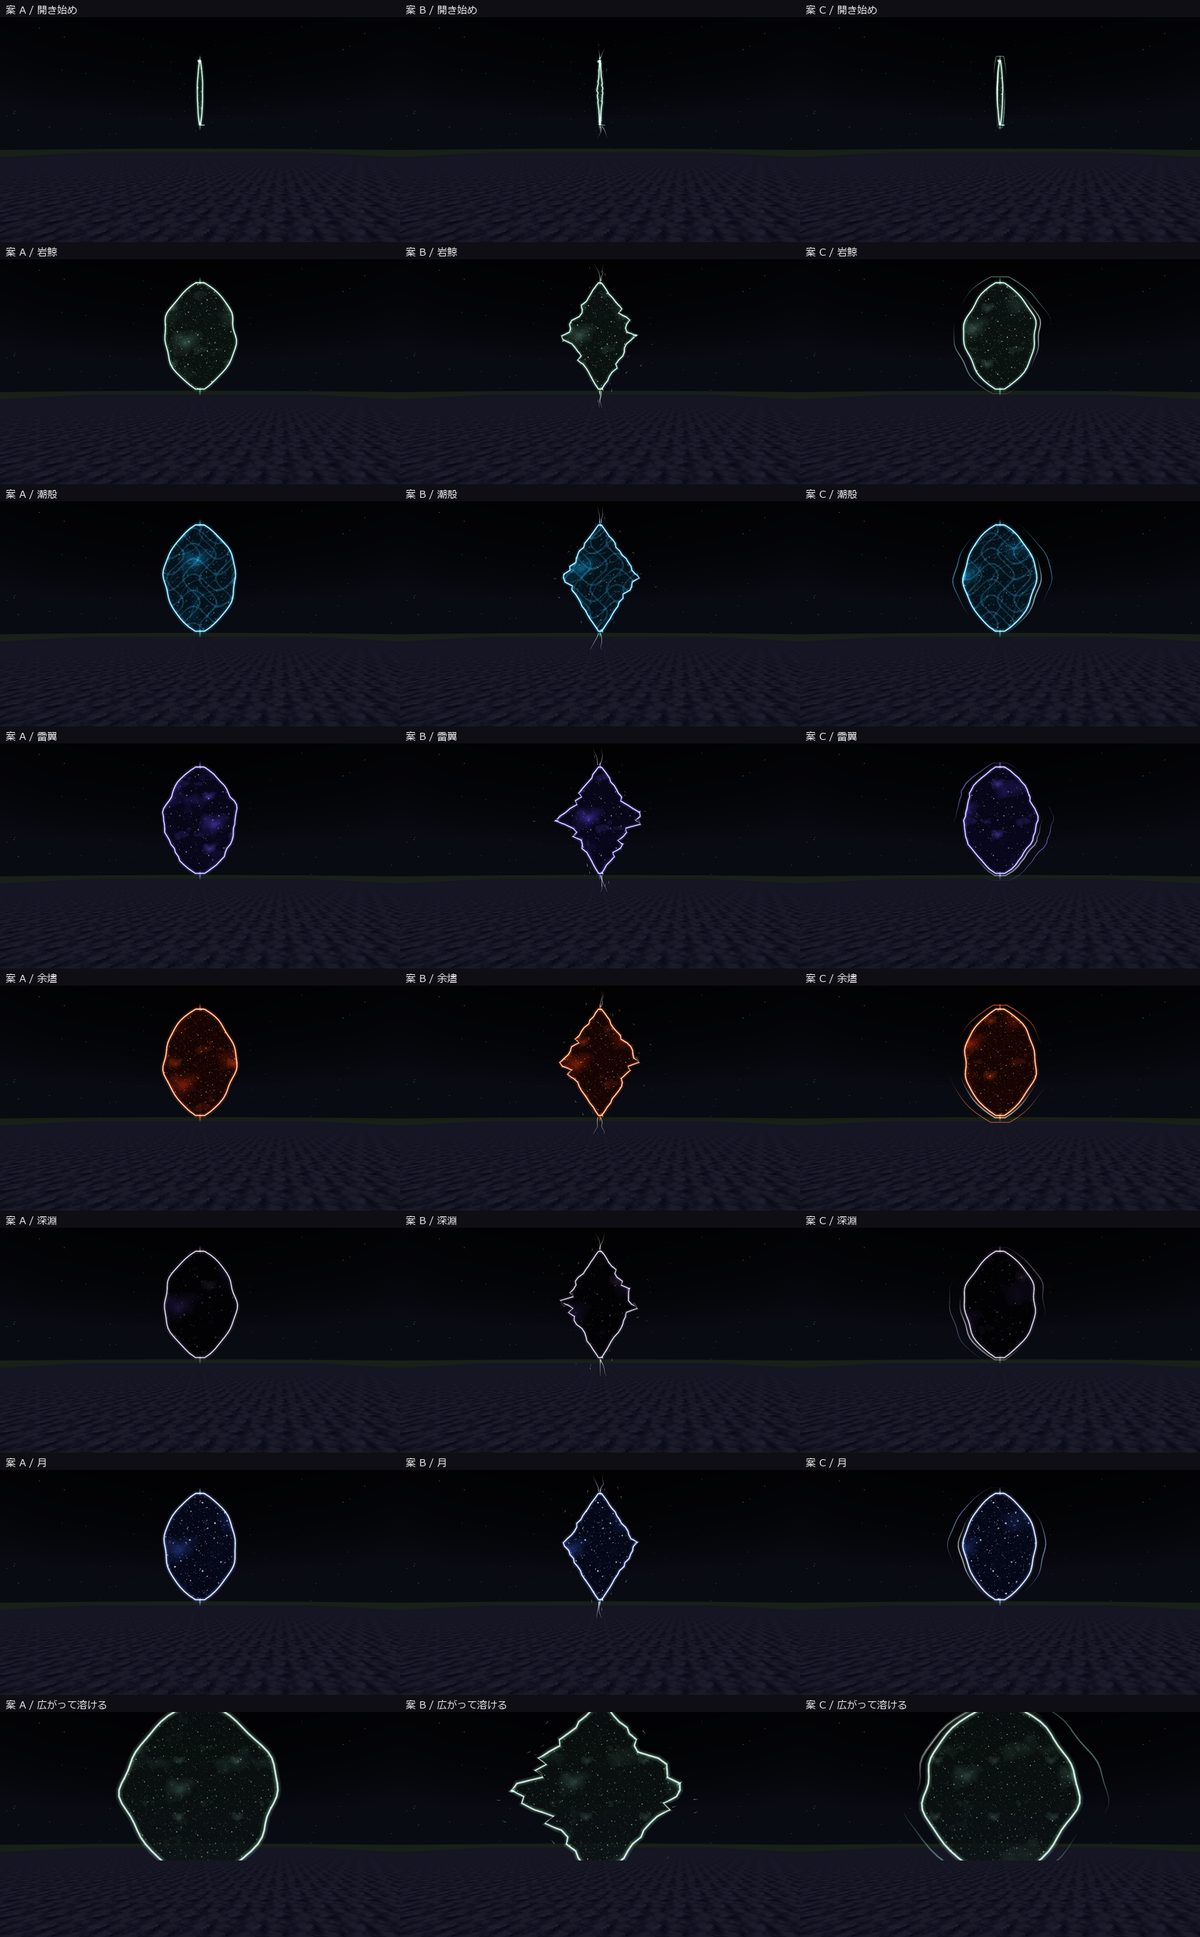 案 A / 開き始め
案 B / 開き始め
案 C / 開き始め
案 A / 岩鯨
案 B / 岩鯨
案 C / 岩鯨
案 A / 潮殻
案 B / 潮殻
案 C / 潮殻
案 A / 雷翼
案 B / 雷翼
案 C / 雷翼
案 A / 余燼
案 B / 余燼
案 C / 余燼
案 A / 深淵
案 B / 深淵
案 C / 深淵
案 A / 月
案 B / 月
案 C / 月
案 A / 広がって溶ける
案 B / 広がって溶ける
案 C / 広がって溶ける